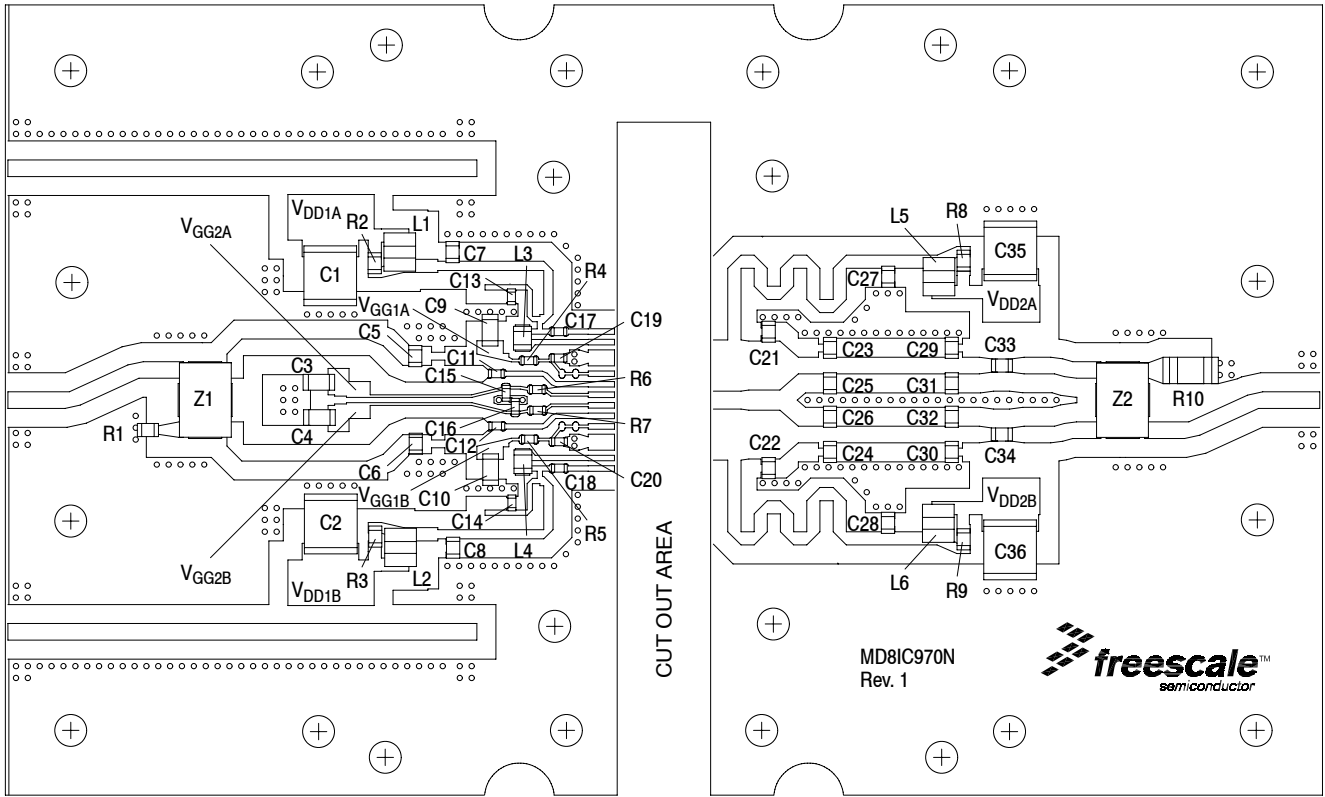 VDD1A
R2
L1
VGG2A
C1
C7
L3
R4
C13
VGG1A
C9
C17
C19
C5
C11
C3
C15
R6
Z1
R1
C4
C16
C12
R7
C6
VGG1B
C10
C18
C20
C2
C14
R5
VGG2B
R3
L2
C8
L4
VDD1B
CUT OUT AREA
L5
R8
C35
C27
VDD2A
C21
C23
C29
C33
C25
C31
Z2
R10
C26
C32
C22
C24
C30
C34
VDD2B
C28
C36
L6
R9
MD8IC970N
Rev. 1
freescale™
semiconductor